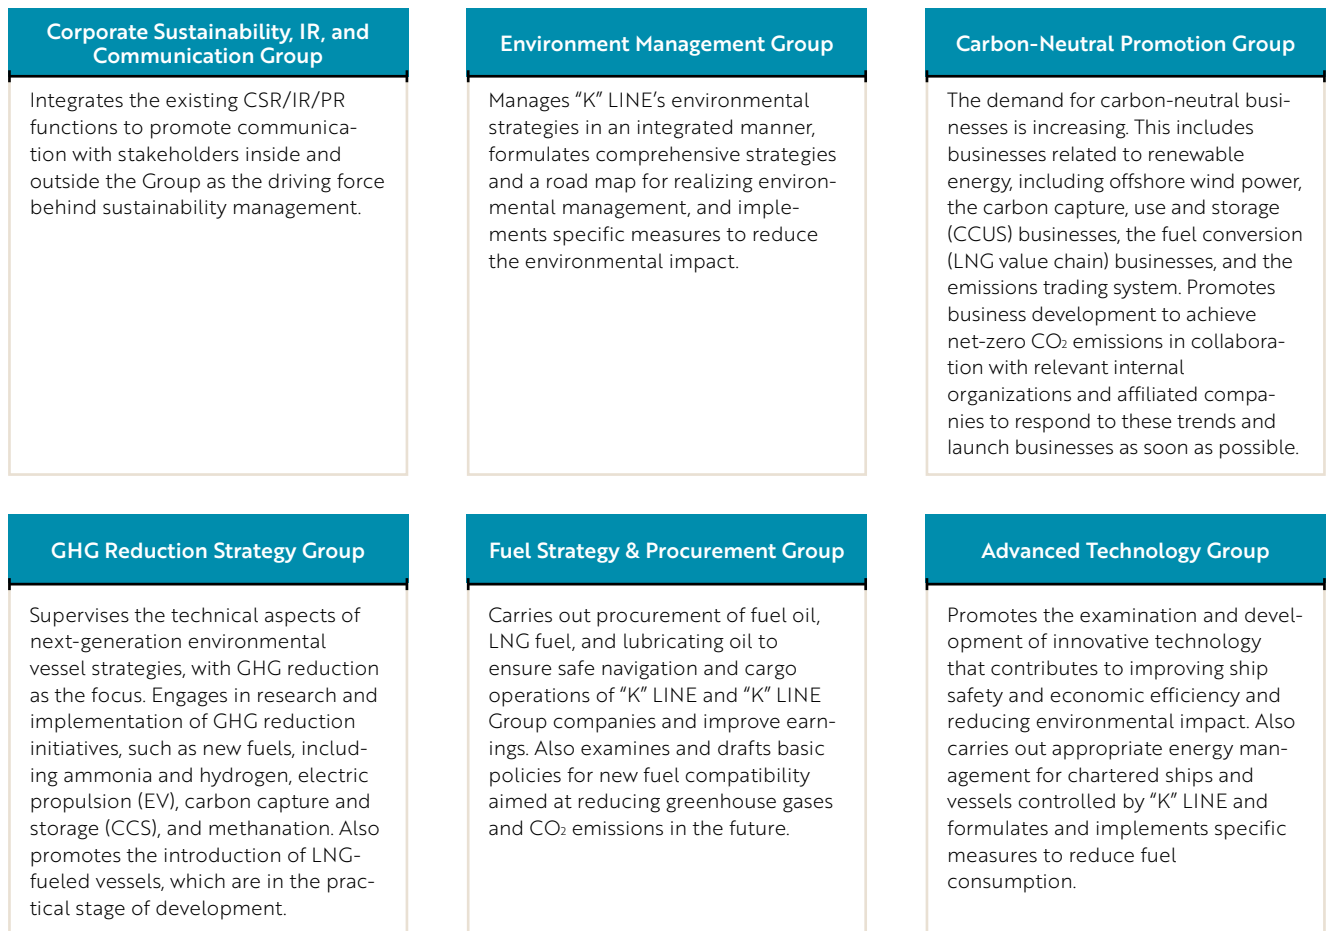 Corporate Sustainability, IR, and
Communication Group
Integrates the existing CSR/IR/PR
functions to promote communica-
tion with stakeholders inside and
outside the Group as the driving force
behind sustainability management.
Environment Management Group
Manages “K” LINE’s environmental
strategies in an integrated manner,
formulates comprehensive strategies
and a road map for realizing environ-
mental management, and imple-
ments specific measures to reduce
the environmental impact.
Carbon-Neutral Promotion Group
The demand for carbon-neutral busi-
nesses is increasing. This includes
businesses related to renewable
energy, including offshore wind power,
the carbon capture, use and storage
(CCUS) businesses, the fuel conversion
(LNG value chain) businesses, and the
emissions trading system. Promotes
business development to achieve
net-zero CO₂ emissions in collabora-
tion with relevant internal
organizations and affiliated compa-
nies to respond to these trends and
launch businesses as soon as possible.
GHG Reduction Strategy Group
Supervises the technical aspects of
next-generation environmental
vessel strategies, with GHG reduction
as the focus. Engages in research and
implementation of GHG reduction
initiatives, such as new fuels, includ-
ing ammonia and hydrogen, electric
propulsion (EV), carbon capture and
storage (CCS), and methanation. Also
promotes the introduction of LNG-
fueled vessels, which are in the prac-
tical stage of development.
Fuel Strategy & Procurement Group
Carries out procurement of fuel oil,
LNG fuel, and lubricating oil to
ensure safe navigation and cargo
operations of “K” LINE and “K” LINE
Group companies and improve earn-
ings. Also examines and drafts basic
policies for new fuel compatibility
aimed at reducing greenhouse gases
and CO₂ emissions in the future.
Advanced Technology Group
Promotes the examination and devel-
opment of innovative technology
that contributes to improving ship
safety and economic efficiency and
reducing environmental impact. Also
carries out appropriate energy man-
agement for chartered ships and
vessels controlled by “K” LINE and
formulates and implements specific
measures to reduce fuel
consumption.